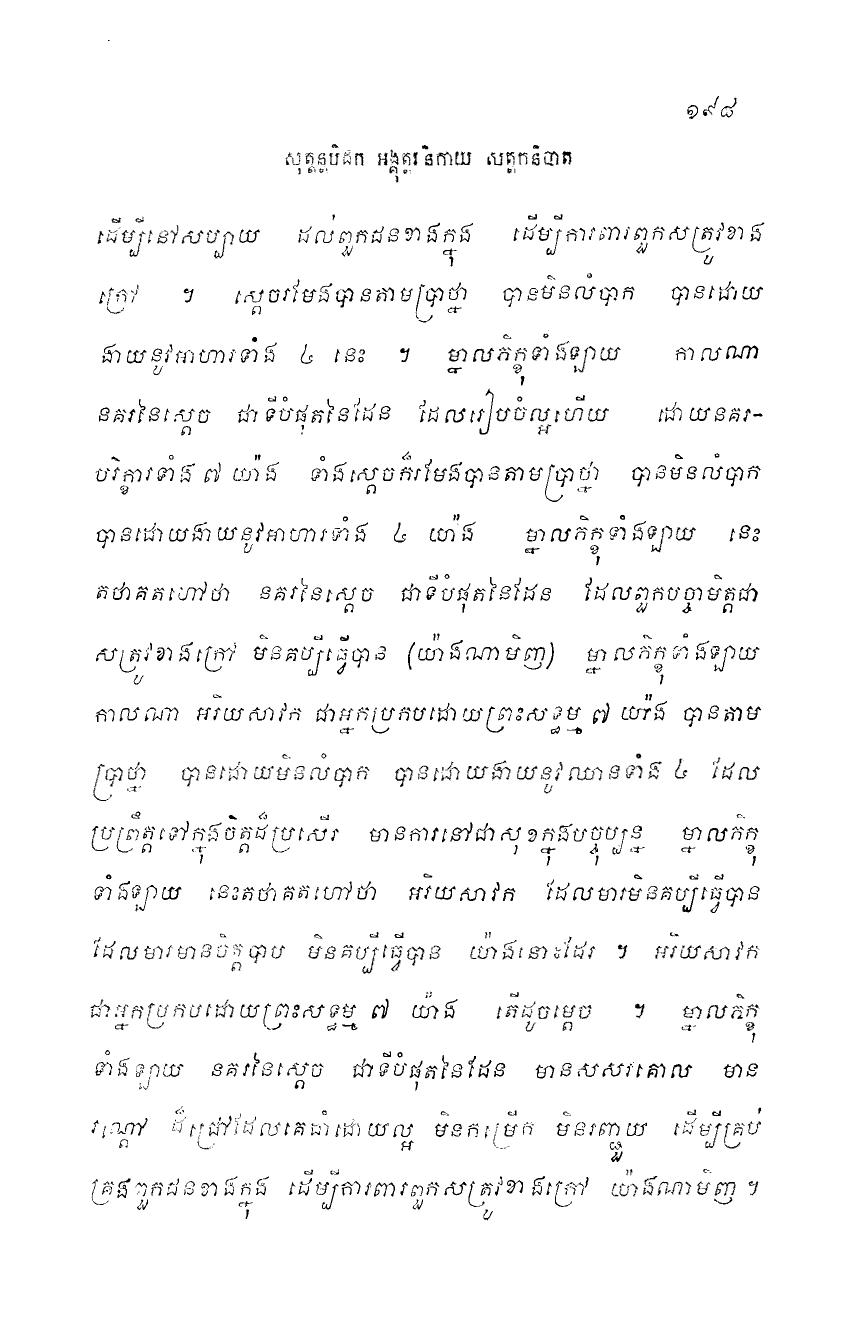 ១៩៨
សុត្តន្តបិដក អង្គុត្តរនិកាយ សត្តកនិបាត
ដើម្បីនៅសប្បាយ ដល់ពួកជនខាងក្នុង ដើម្បីការពារពួកសត្រូវខាង
ក្រៅ ។ ស្តេចរមែងបានតាមប្រាថ្នា បានមិនលំបាក បានដោយ
ងាយនូវអាហារទាំង ៤ នេះ ។ ម្នាលភិក្ខុទាំងឡាយ កាលណា
នគរនៃស្តេច ជាទីបំផុតនៃដែន ដែលរៀបចំល្អហើយ ដោយនគរ-
បរិក្ខារទាំង ៧ យ៉ាង ទាំងស្តេចក៏រមែងបានតាមប្រាថ្នា បានមិនលំបាក
បានដោយងាយនូវអាហារទាំង ៤ យ៉ាង ម្នាលភិក្ខុទាំងឡាយ នេះ
តថាគតហៅថា នគរនៃស្តេច ជាទីបំផុតនៃដែន ដែលពួកបច្ចាមិត្តជា
សត្រូវខាងក្រៅ មិនគប្បីធ្វើបាន (យ៉ាងណាមិញ) ម្នាលភិក្ខុទាំងឡាយ
កាលណា អរិយសាវក ជាអ្នកប្រកបដោយព្រះសទ្ធម្ម ៧ យ៉ាង បានតាម
ប្រាថ្នា បានដោយមិនលំបាក បានដោយងាយនូវឈានទាំង ៤ ដែល
ប្រព្រឹត្តទៅក្នុងចិត្តដ៏ប្រសើរ មានការនៅជាសុខក្នុងបច្ចុប្បន្ន ម្នាលភិក្ខុ
ទាំងឡាយ នេះតថាគតហៅថា អរិយសាវក ដែលមារមិនគប្បីធ្វើបាន
ដែលមារមានចិត្តបាប មិនគប្បីធ្វើបាន យ៉ាងនោះដែរ ។ អរិយសាវក
ជាអ្នកប្រកបដោយព្រះសទ្ធម្ម ៧ យ៉ាង តើដូចម្តេច ។ ម្នាលភិក្ខុ
ទាំងឡាយ នគរនៃស្តេច ជាទីបំផុតនៃដែន មានសសរគោល មាន
រណ្តៅ ដ៏ជ្រៅដែលគេជាំដោយល្អ មិនកម្រើក មិនរញ្ជួយ ដើម្បីគ្រប់
គ្រងពួកជនខាងក្នុង ដើម្បីការពារពួកសត្រូវខាងក្រៅ យ៉ាងណាមិញ ។